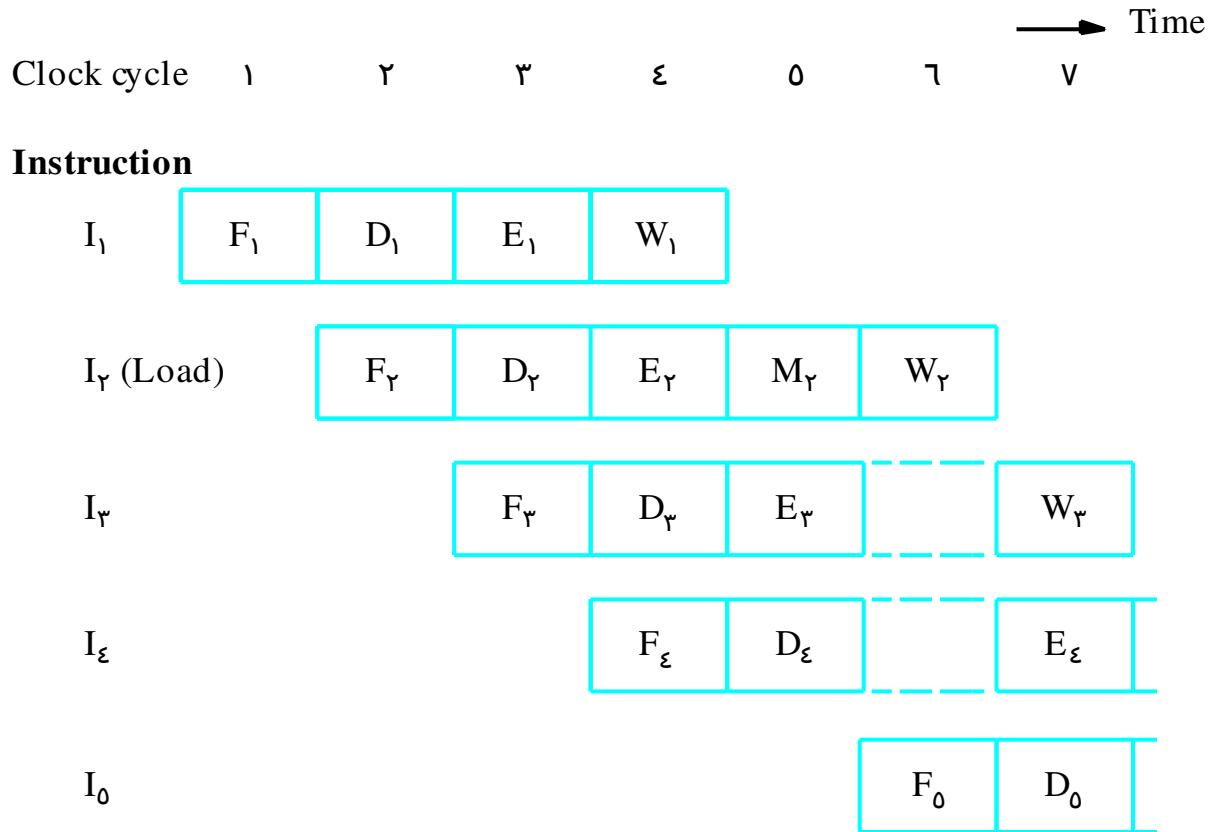 Time
Clock cycle ١ ٢ ٣ ٤ ٥ ٦ ٧
Instruction
I١ F١ D١ E١ W١
I٢ (Load) F٢ D٢ E٢ M٢ W٢
I٣ F٣ D٣ E٣ W٣
I٤ F٤ D٤ E٤
I٥ F٥ D٥